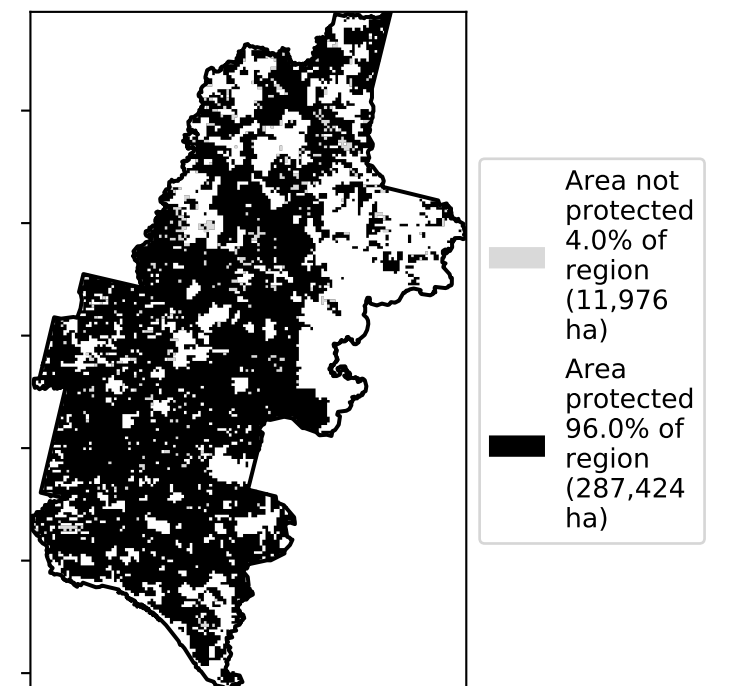 Area not
protected
4.0% of
region
(11,976
ha)
Area
protected
96.0% of
region
(287,424
ha)